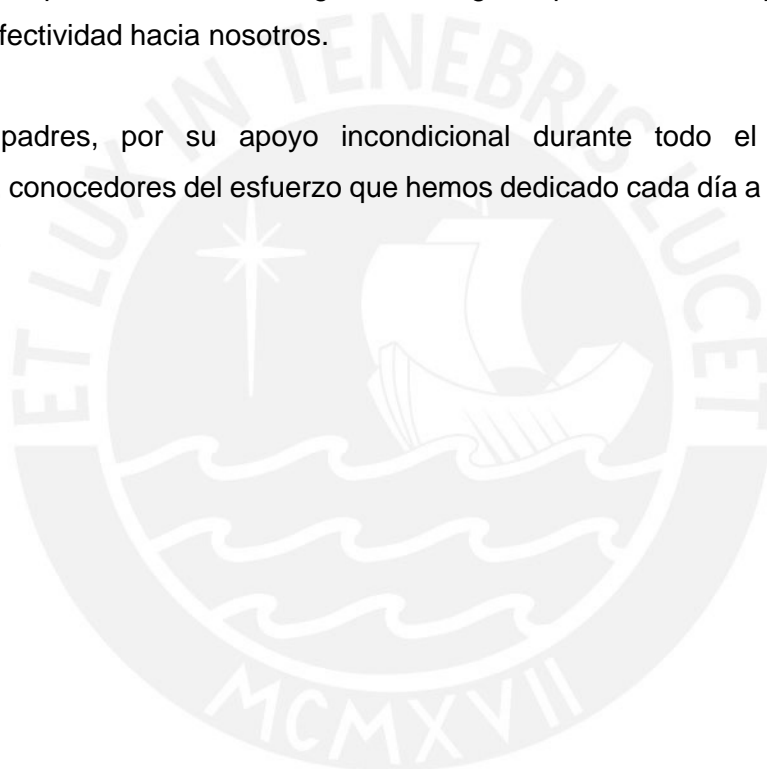 fectividad hacia nosotros.
padres, por su apoyo incondicional durante todo el
conocedores del esfuerzo que hemos dedicado cada día a
ET LUX IN TENEBRIS LUCET
MCMXVII